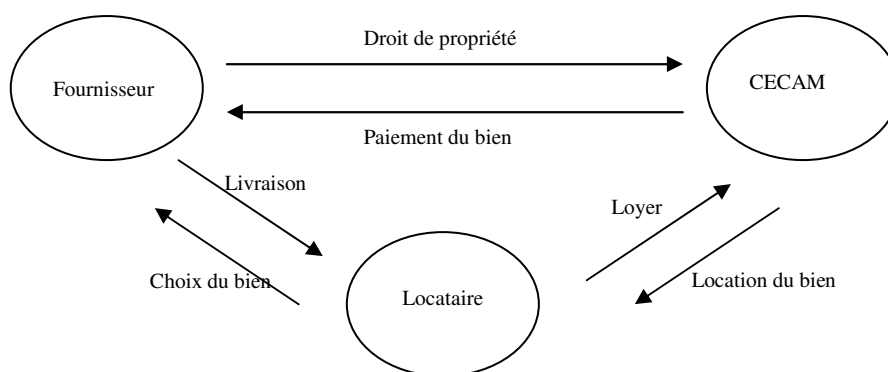 Droit de propriété
Fournisseur
CECAM
Paiement du bien
Livraison
Loyer
Choix du bien
Locataire
Location du bien